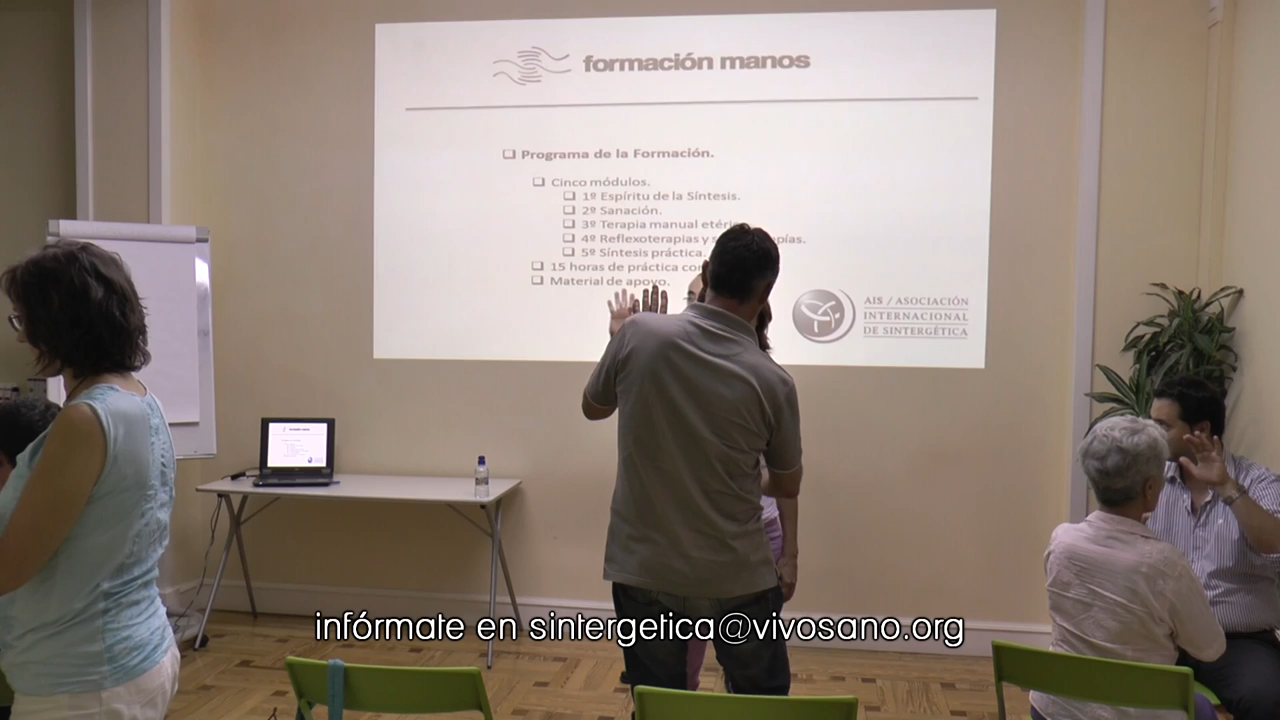 formación manos
Programa de la Formación.
Cinco módulos.
1º Espíritu de la Síntesis.
2º Sanación.
3º Terapia manual
4º Reflexoterapias y
5º Síntesis práctica.
15 horas de práctica
Material de apoyo.
AIS / ASOCIACIÓN
INTERNACIONAL
DE SINTERGÉTICA
infórmate en sintergetica@vivosano.org